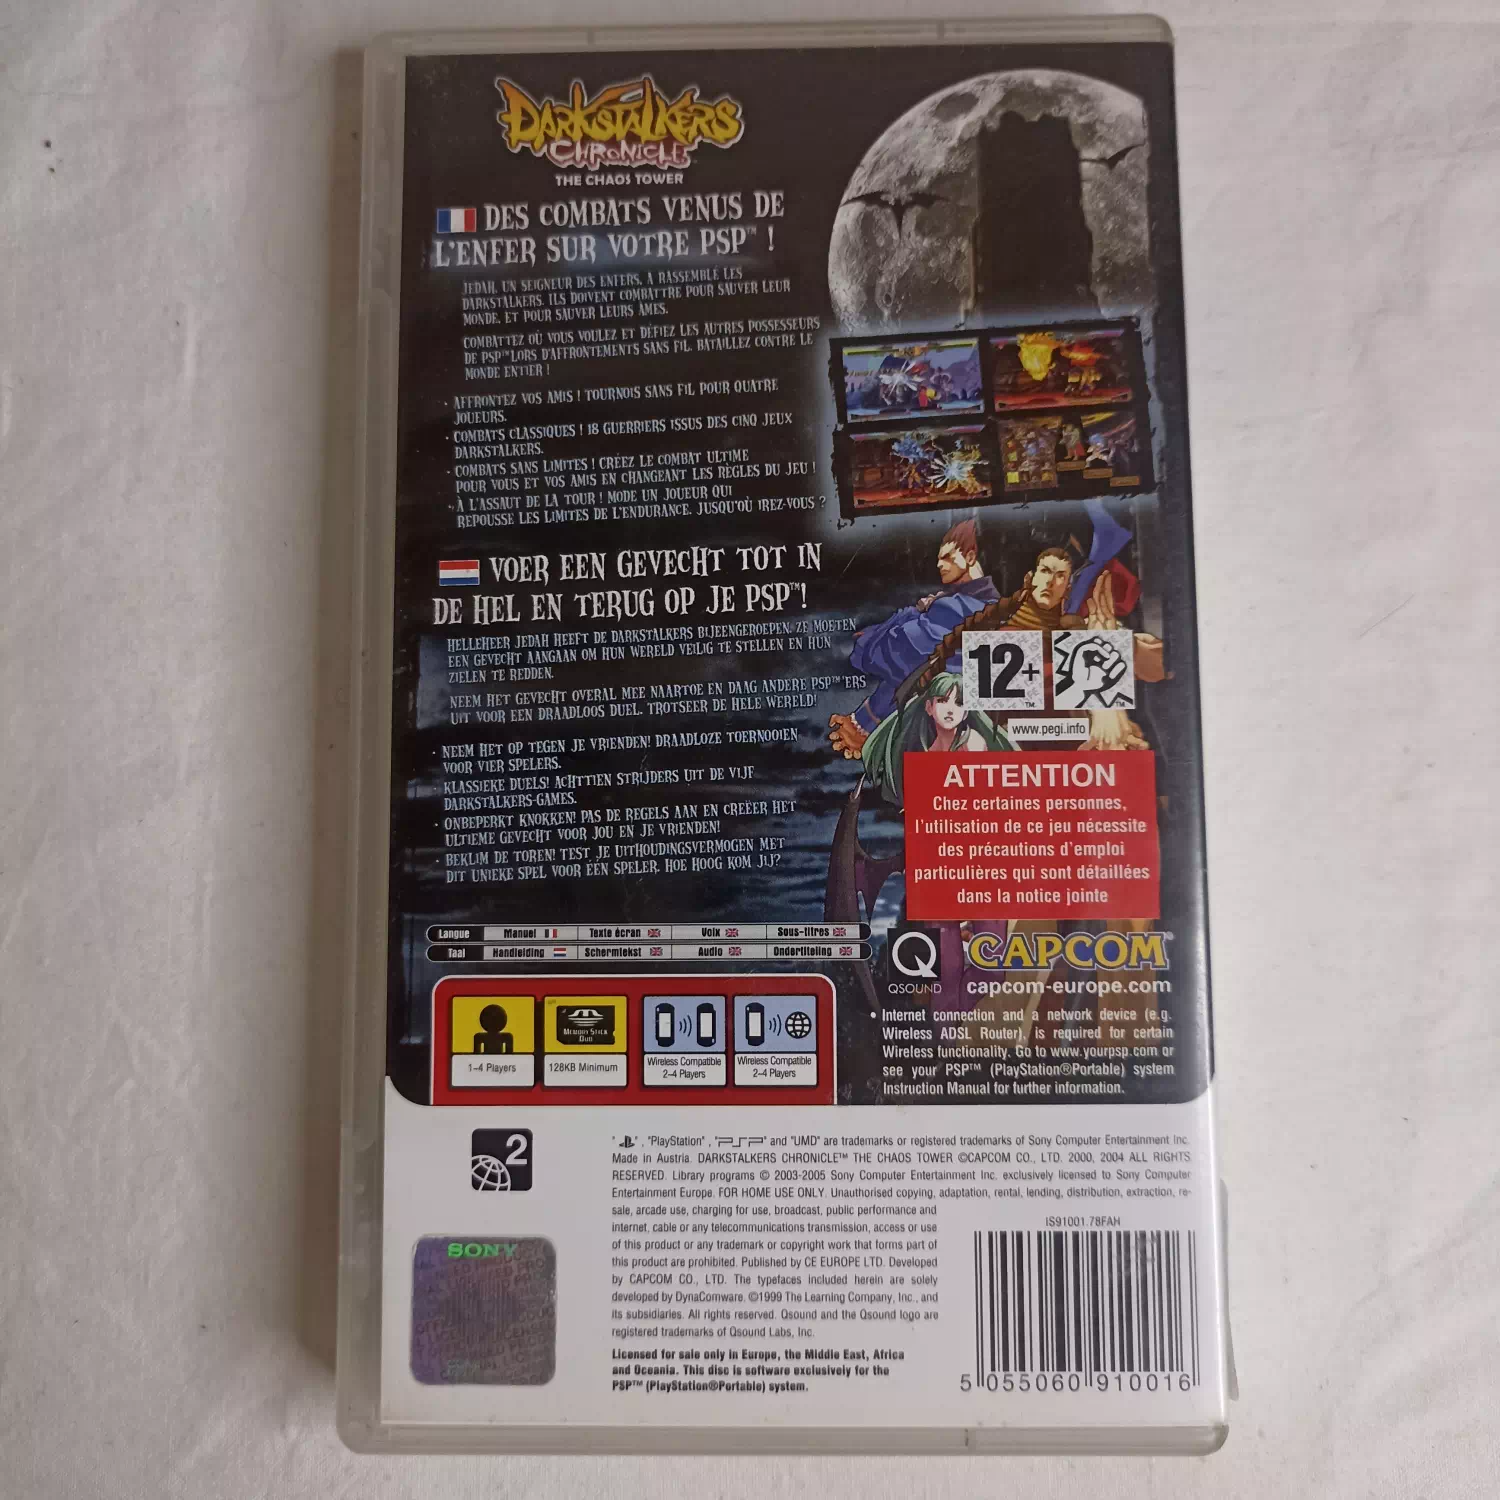 DARKSTALKERS
CHRONICLE
THE CHAOS TOWER
DES COMBATS VENUS DE
L'ENFER SUR VOTRE PSP™ !
JEDAH, UN SEIGNEUR DES ENFERS, A RASSEMBLÉ LES
DARKSTALKERS. ILS DOIVENT COMBATTRE POUR SAUVER LEUR
MONDE, ET POUR SAUVER LEURS ÂMES.
COMBATTEZ OÙ VOUS VOULEZ ET DÉFIEZ LES AUTRES POSSESSEURS
DE PSP™ LORS D'AFFRONTEMENTS SANS FIL. BATAILLEZ CONTRE LE
MONDE ENTIER !
· AFFRONTEZ VOS AMIS ! TOURNOIS SANS FIL POUR QUATRE
JOUEURS.
· COMBATS CLASSIQUES ! 18 GUERRIERS ISSUS DES CINQ JEUX
DARKSTALKERS.
· COMBATS SANS LIMITES ! CRÉEZ LE COMBAT ULTIME
POUR VOUS ET VOS AMIS EN CHANGEANT LES RÈGLES DU JEU !
· À L'ASSAUT DE LA TOUR ! MODE UN JOUEUR QUI
REPOUSSE LES LIMITES DE L'ENDURANCE. JUSQU'OÙ IREZ-VOUS ?
VOER EEN GEVECHT TOT IN
DE HEL EN TERUG OP JE PSP™!
HELLEHEER JEDAH HEEFT DE DARKSTALKERS BIJEENGEROEPEN. ZE MOETEN
EEN GEVECHT AANGAAN OM HUN WERELD VEILIG TE STELLEN EN HUN
ZIELEN TE REDDEN.
NEEM HET GEVECHT OVERAL MEE NAARTOE EN DAAG ANDERE PSP™'ERS
UIT VOOR EEN DRAADLOOS DUEL. TROTSEER DE HELE WERELD!
· NEEM HET OP TEGEN JE VRIENDEN! DRAADLOZE TOERNOOIEN
VOOR VIER SPELERS.
· KLASSIEKE DUELS! ACHTTIEN STRIJDERS UIT DE VIJF
DARKSTALKERS-GAMES.
· ONBEPERKT KNOKKEN! PAS DE REGELS AAN EN CREËER HET
ULTIEME GEVECHT VOOR JOU EN JE VRIENDEN!
· BEKLIM DE TOREN! TEST JE UITHOUDINGSVERMOGEN MET
DIT UNIEKE SPEL VOOR ÉÉN SPELER. HOE HOOG KOM JIJ?
12+
™
™
www.pegi.info
ATTENTION
Chez certaines personnes,
l'utilisation de ce jeu nécessite
des précautions d'emploi
particulières qui sont détaillées
dans la notice jointe
Langue Manuel Texte écran Voix Sous-titres
Taal Handleiding Schermtekst Audio Ondertiteling
Q
QSOUND
CAPCOM®
capcom-europe.com
MEMORY STICK
DUO
1–4 Players
128KB Minimum
Wireless Compatible
2–4 Players
Wireless Compatible
2–4 Players
• Internet connection and a network device (e.g.
Wireless ADSL Router), is required for certain
Wireless functionality. Go to www.yourpsp.com or
see your PSP™ (PlayStation®Portable) system
Instruction Manual for further information.
2
" ", "PlayStation", "PSP" and "UMD" are trademarks or registered trademarks of Sony Computer Entertainment Inc.
Made in Austria. DARKSTALKERS CHRONICLE™ THE CHAOS TOWER ©CAPCOM CO., LTD. 2000, 2004 ALL RIGHTS
RESERVED. Library programs © 2003-2005 Sony Computer Entertainment Inc. exclusively licensed to Sony Computer
Entertainment Europe. FOR HOME USE ONLY. Unauthorised copying, adaptation, rental, lending, distribution, extraction, re-
sale, arcade use, charging for use, broadcast, public performance and
internet, cable or any telecommunications transmission, access or use
of this product or any trademark or copyright work that forms part of
this product are prohibited. Published by CE EUROPE LTD. Developed
by CAPCOM CO., LTD. The typefaces included herein are solely
developed by DynaComware. ©1999 The Learning Company, Inc., and
its subsidiaries. All rights reserved. Qsound and the Qsound logo are
registered trademarks of Qsound Labs, Inc.
Licensed for sale only in Europe, the Middle East, Africa
and Oceania. This disc is software exclusively for the
PSP™ (PlayStation®Portable) system.
SONY
IS91001.78FAH
5 055060 910016